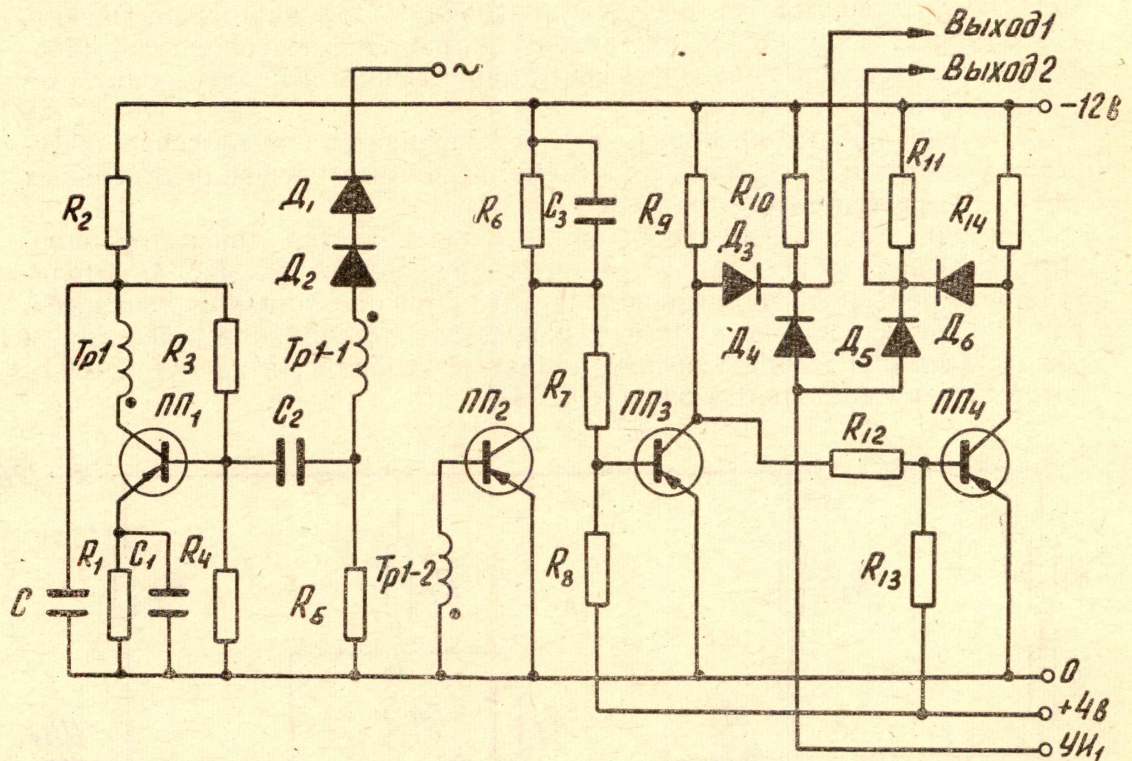 Выход1
Выход2
~
-12В
R2
Д1
Д2
R6
C3
R9
R10
R11
R14
Д3
Тр1
R3
Тр1-1
Д4
Д5
Д6
ПП1
C2
ПП2
R7
ПП3
R12
ПП4
C
R1
C1
R4
R5
Тр1-2
R8
R13
0
+4В
УИ1